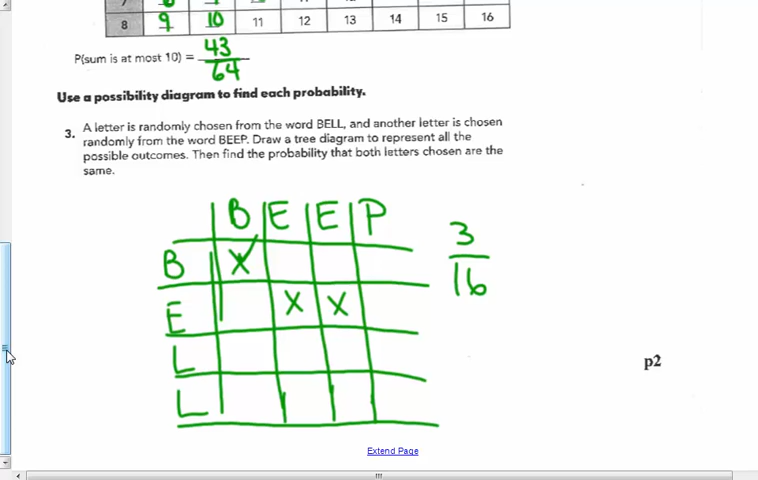 8 9 10 11 12 13 14 15 16
P(sum is at most 10) = 43/64
Use a possibility diagram to find each probability.
3. A letter is randomly chosen from the word BELL, and another letter is chosen
randomly from the word BEEP. Draw a tree diagram to represent all the
possible outcomes. Then find the probability that both letters chosen are the
same.
B E E P
B X
E X X
L
L
3/16
p2
Extend Page